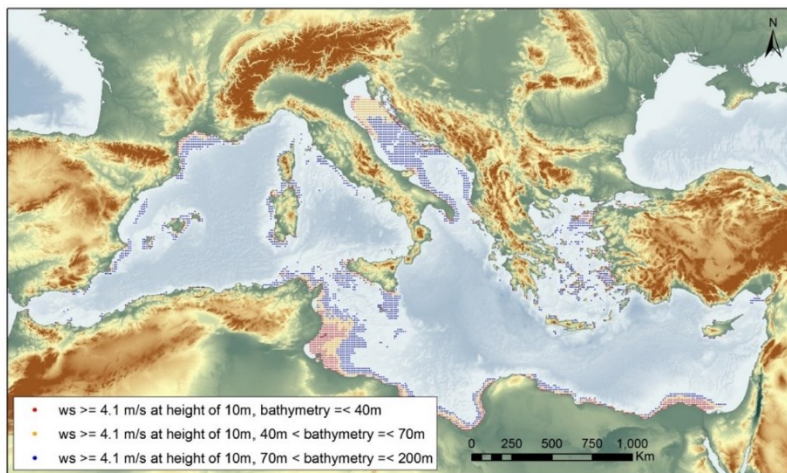 N
ws >= 4.1 m/s at height of 10m, bathymetry =< 40m
ws >= 4.1 m/s at height of 10m, 40m < bathymetry =< 70m
ws >= 4.1 m/s at height of 10m, 70m < bathymetry =< 200m
0 250 500 750 1,000
Km